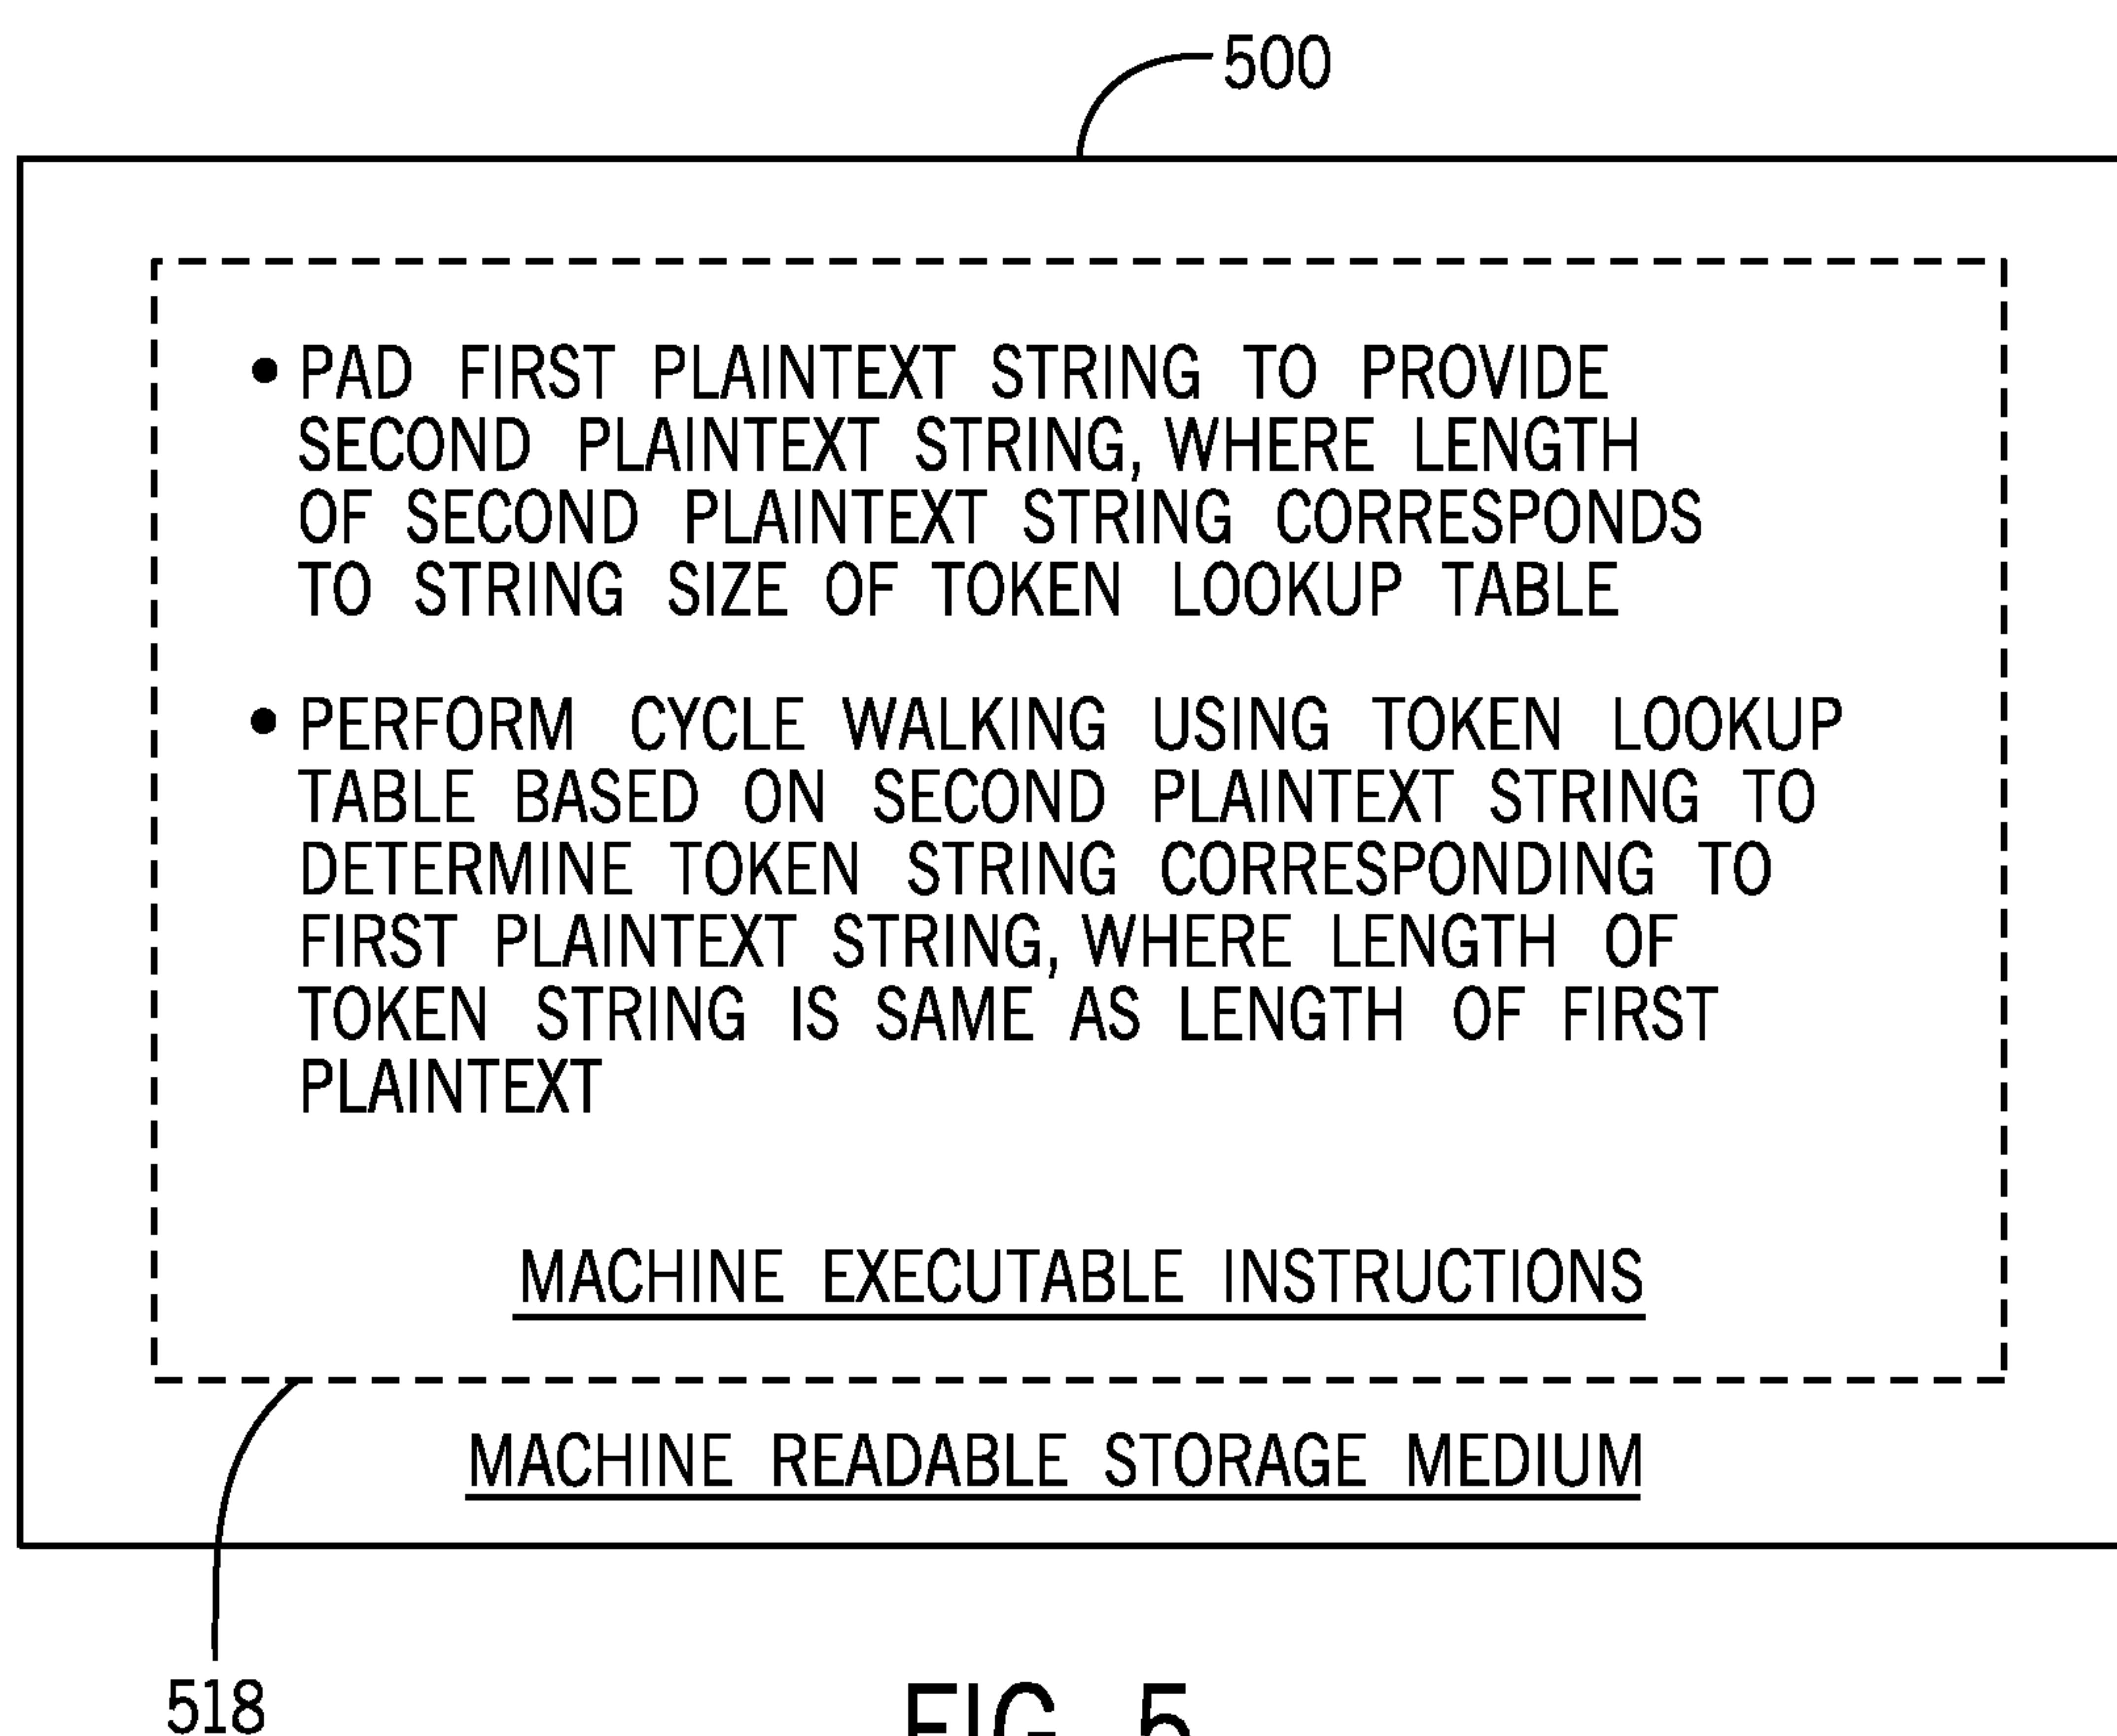 500
• PAD FIRST PLAINTEXT STRING TO PROVIDE
SECOND PLAINTEXT STRING, WHERE LENGTH
OF SECOND PLAINTEXT STRING CORRESPONDS
TO STRING SIZE OF TOKEN LOOKUP TABLE
• PERFORM CYCLE WALKING USING TOKEN LOOKUP
TABLE BASED ON SECOND PLAINTEXT STRING TO
DETERMINE TOKEN STRING CORRESPONDING TO
FIRST PLAINTEXT STRING, WHERE LENGTH OF
TOKEN STRING IS SAME AS LENGTH OF FIRST
PLAINTEXT
MACHINE EXECUTABLE INSTRUCTIONS
MACHINE READABLE STORAGE MEDIUM
518
FIG. 5